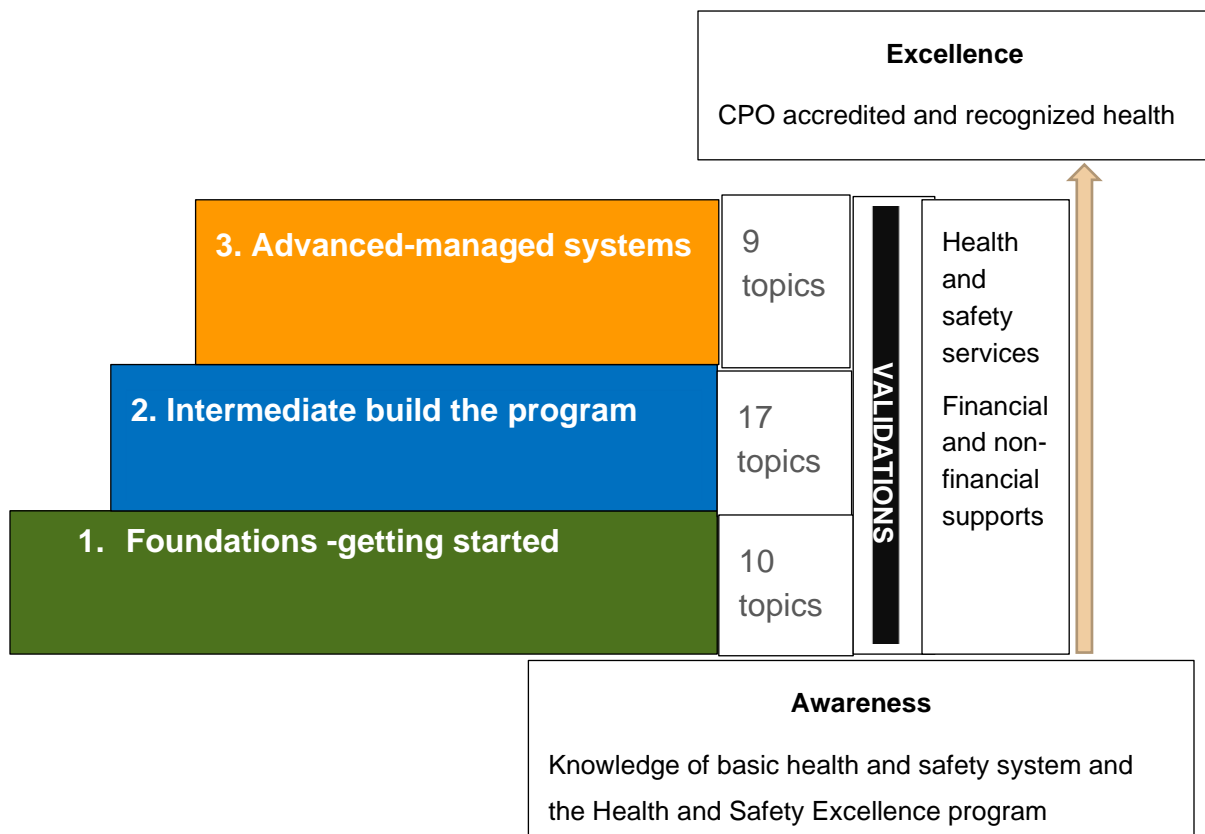 Excellence
CPO accredited and recognized health
3. Advanced-managed systems
9
topics
2. Intermediate build the program
17
topics
1. Foundations -getting started
10
topics
VALIDATIONS
Health
and
safety
services
Financial
and non-
financial
supports
Awareness
Knowledge of basic health and safety system and
the Health and Safety Excellence program